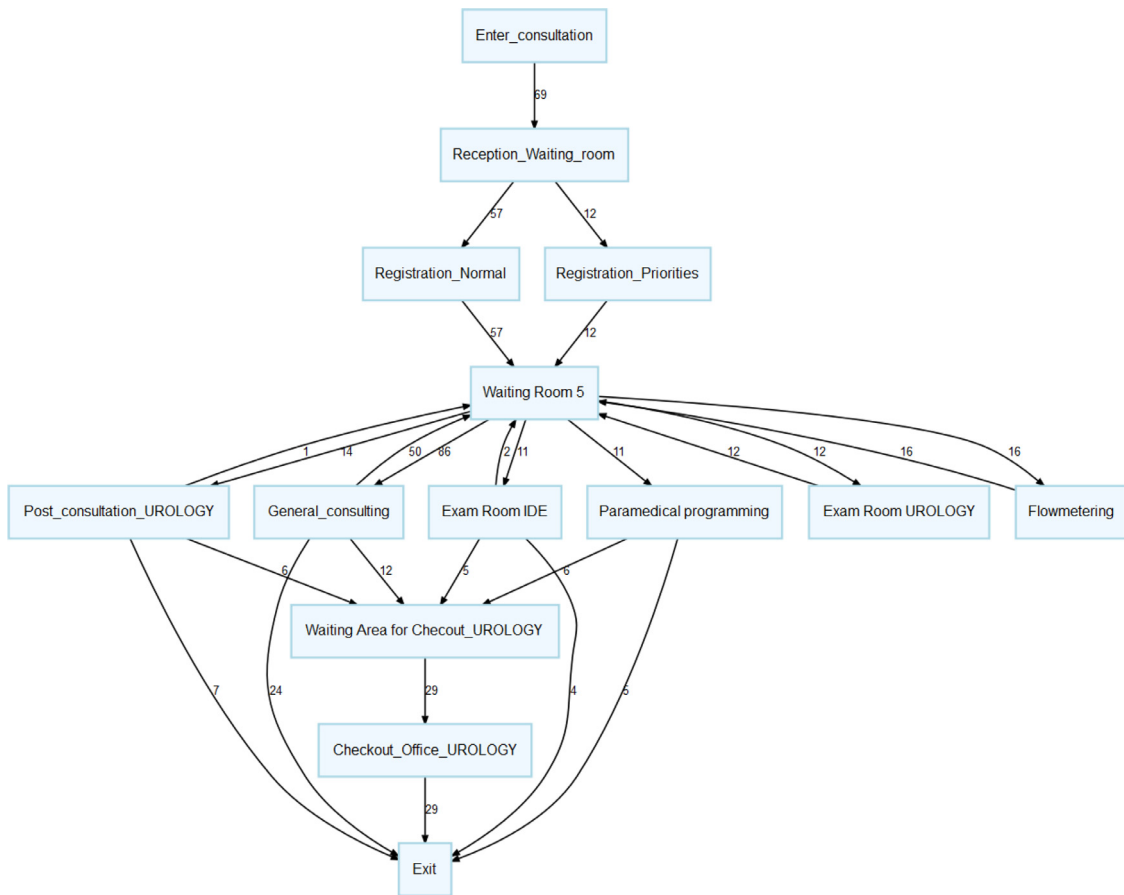 Enter_consultation
69
Reception_Waiting_room
57
12
Registration_Normal
Registration_Priorities
57
12
Waiting Room 5
1
14
50
86
2
11
11
12
12
16
16
Post_consultation_UROLOGY
General_consulting
Exam Room IDE
Paramedical programming
Exam Room UROLOGY
Flowmetering
6
12
5
6
Waiting Area for Checout_UROLOGY
7
24
29
4
5
Checkout_Office_UROLOGY
29
Exit